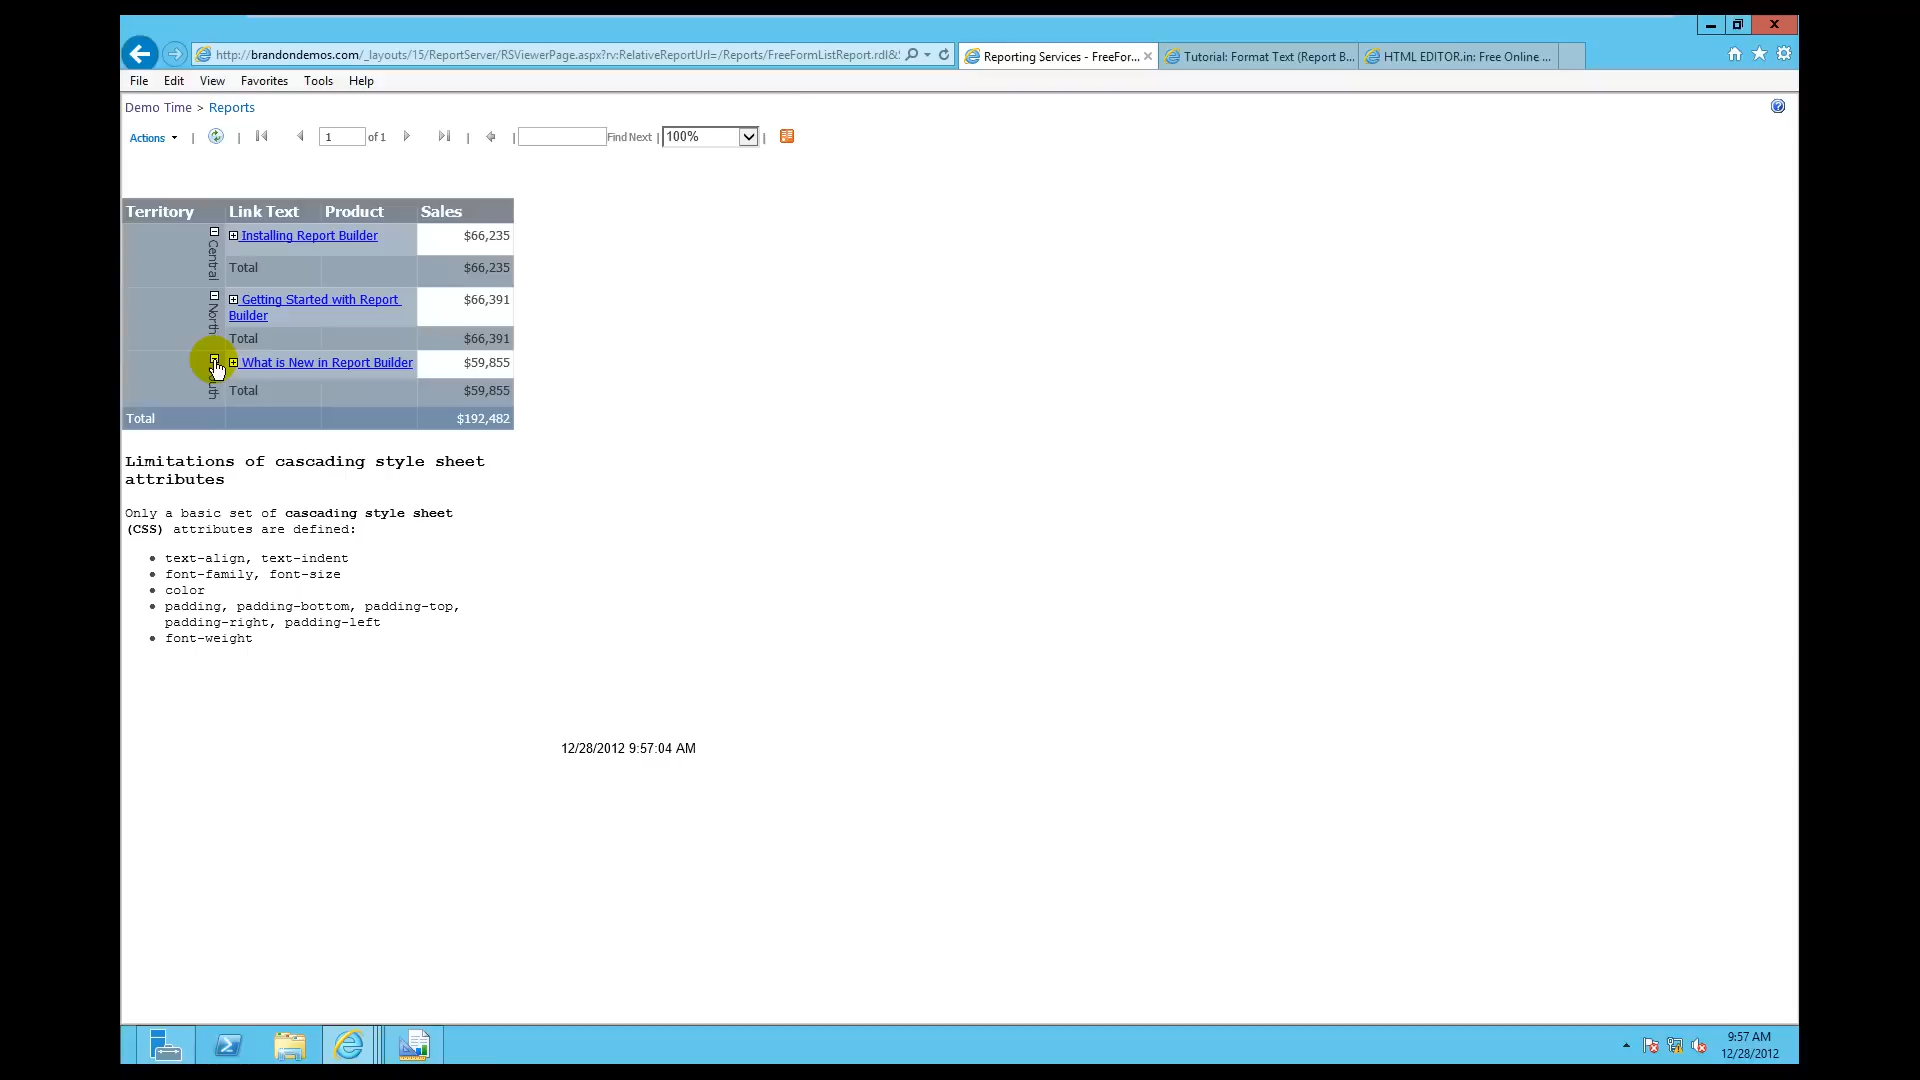 http://brandondemos.com/_layouts/15/ReportServer/RSViewerPage.aspx?rv:RelativeReportUrl=/Reports/FreeFormListReport.rdl&
Reporting Services - FreeFor...
Tutorial: Format Text (Report B...
HTML EDITOR.in: Free Online ...
File Edit View Favorites Tools Help
Demo Time > Reports
Actions | | 1 of 1 | | Find Next | 100% |
Territory Link Text Product Sales
Central Installing Report Builder $66,235
Total $66,235
North Getting Started with Report Builder $66,391
Total $66,391
What is New in Report Builder $59,855
Total $59,855
Total $192,482
Limitations of cascading style sheet
attributes
Only a basic set of cascading style sheet
(CSS) attributes are defined:
• text-align, text-indent
• font-family, font-size
• color
• padding, padding-bottom, padding-top,
padding-right, padding-left
• font-weight
12/28/2012 9:57:04 AM
9:57 AM
12/28/2012